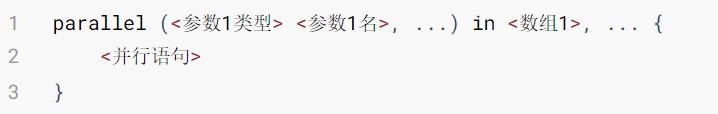 1 parallel (<参数1类型> <参数1名>, ...) in <数组1>, ... {
2     <并行语句>
3 }